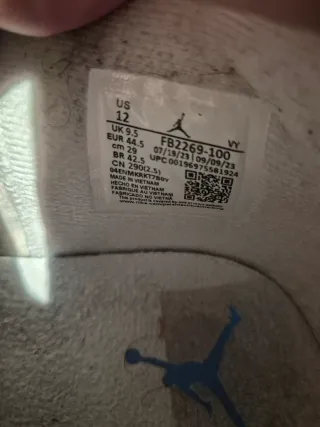 US
12
UK 9.5
EUR 44.5
cm 29
BR 42.5
CN 290(2.5)
FB2269-100 VY
07/19/23 09/09/23
UPC 00196975581924
04ENMKRKT7B0V
MADE IN VIETNAM
HECHO EN VIETNAM
FABRIQUÉ AU VIETNAM
FABRICADO NO VIETNÃ